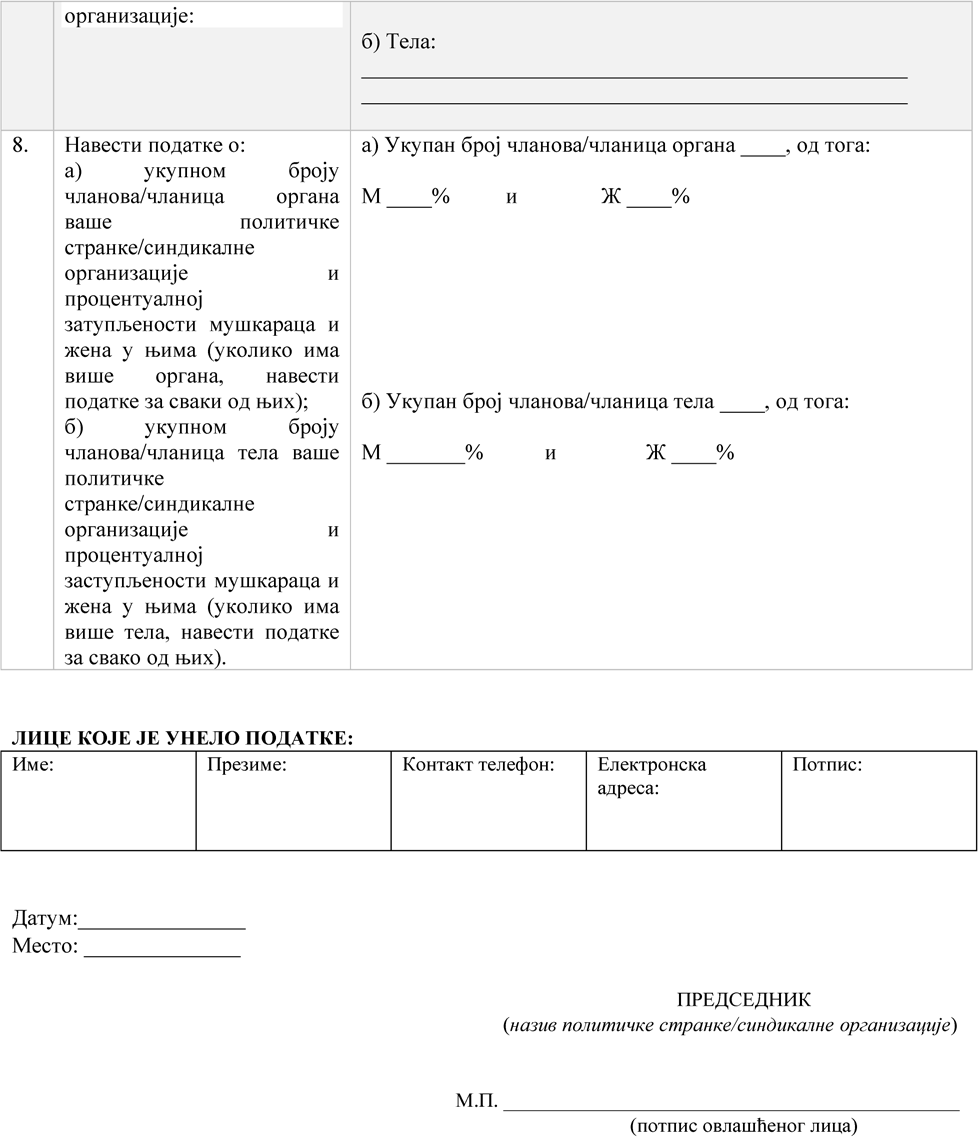 организације:
б) Тела:
____________________________________________________
____________________________________________________
8.
Навести податке о:
а) укупном броју
чланова/чланица органа
ваше политичке
странке/синдикалне
организације и
процентуалној
затупљености мушкараца и
жена у њима (уколико има
више органа, навести
податке за сваки од њих);
б) укупном броју
чланова/чланица тела ваше
политичке
странке/синдикалне
организације и
процентуалној
заступљености мушкараца и
жена у њима (уколико има
више тела, навести податке
за свако од њих).
а) Укупан број чланова/чланица органа ____, од тога:
М ____% и Ж ____%
б) Укупан број чланова/чланица тела ____, од тога:
М _______% и Ж ____%
ЛИЦЕ КОЈЕ ЈЕ УНЕЛО ПОДАТКЕ:
Име:
Презиме:
Контакт телефон:
Електронска
адреса:
Потпис:
Датум:_______________
Место: ______________
ПРЕДСЕДНИК
(назив политичке странке/синдикалне организације)
М.П. _________________________________________
(потпис овлашћеног лица)